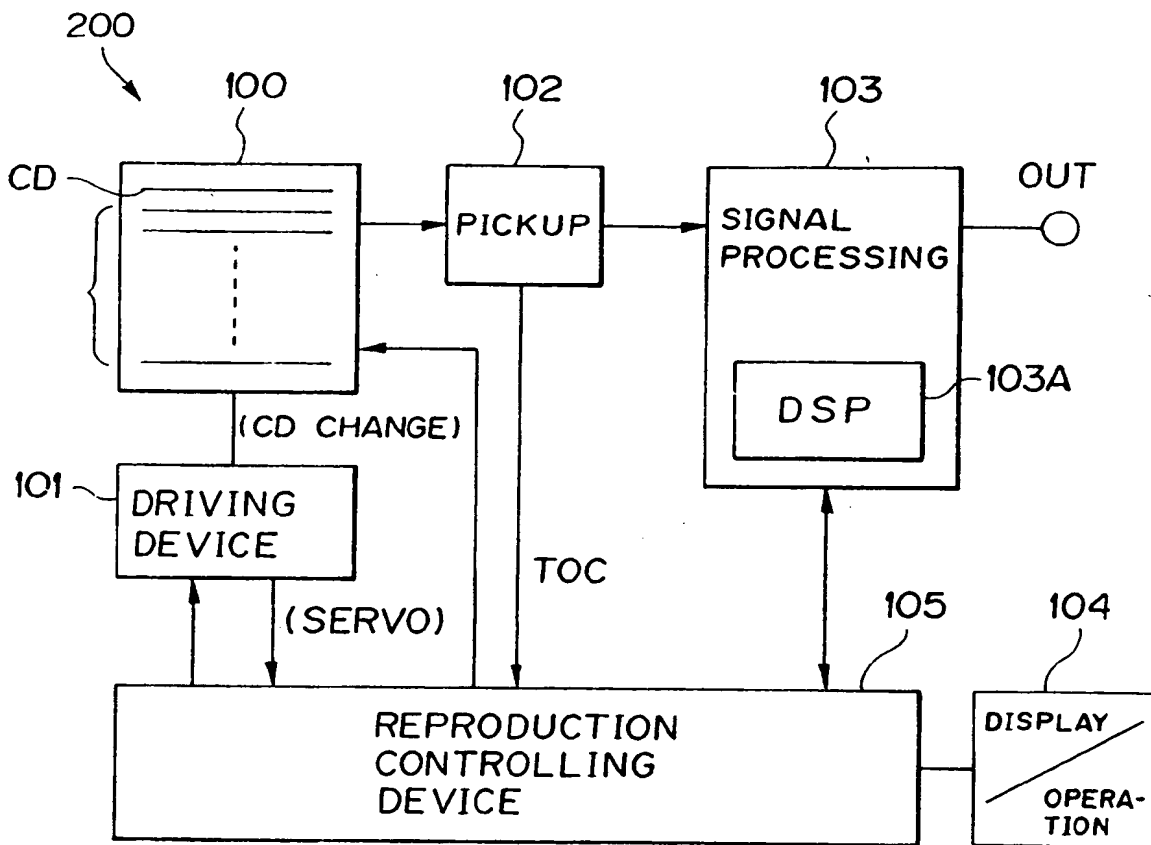 200
100
102
103
CD
OUT
PICKUP
SIGNAL
PROCESSING
103A
DSP
(CD CHANGE)
101
DRIVING
DEVICE
TOC
(SERVO)
105
104
REPRODUCTION
CONTROLLING
DEVICE
DISPLAY
OPERA-
TION